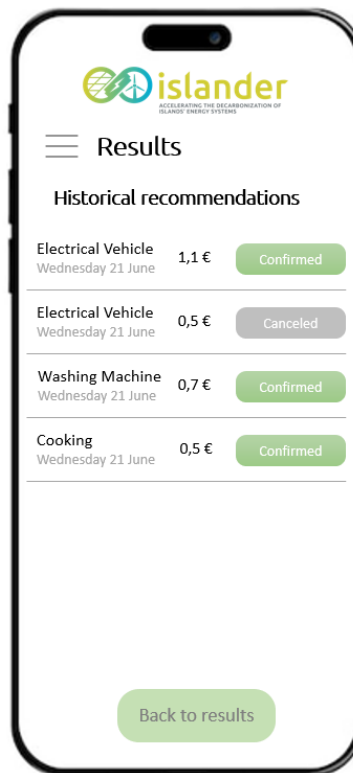 islander
ACCELERATING THE DECARBONIZATION OF
ISLANDS' ENERGY SYSTEMS
Results
Historical recommendations
Electrical Vehicle 1,1 € Confirmed
Wednesday 21 June
Electrical Vehicle 0,5 € Canceled
Wednesday 21 June
Washing Machine 0,7 € Confirmed
Wednesday 21 June
Cooking 0,5 € Confirmed
Wednesday 21 June
Back to results